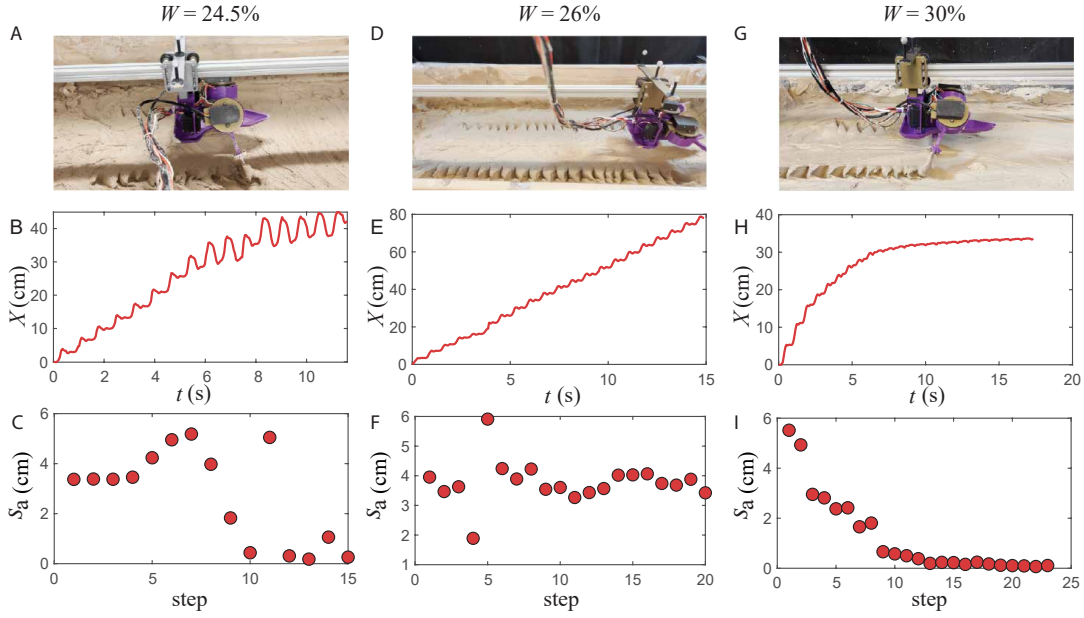 W = 24.5%
W = 26%
W = 30%
A
D
G
B
X (cm)
40
30
20
10
0
0 2 4 6 8 10
t (s)
E
X (cm)
80
60
40
20
0
0 5 10 15
t (s)
H
X (cm)
40
30
20
10
0
0 5 10 15 20
t (s)
C
Sa (cm)
6
4
2
0
0 5 10 15
step
F
Sa (cm)
6
5
4
3
2
1
0 5 10 15 20
step
I
Sa (cm)
6
4
2
0
0 5 10 15 20 25
step